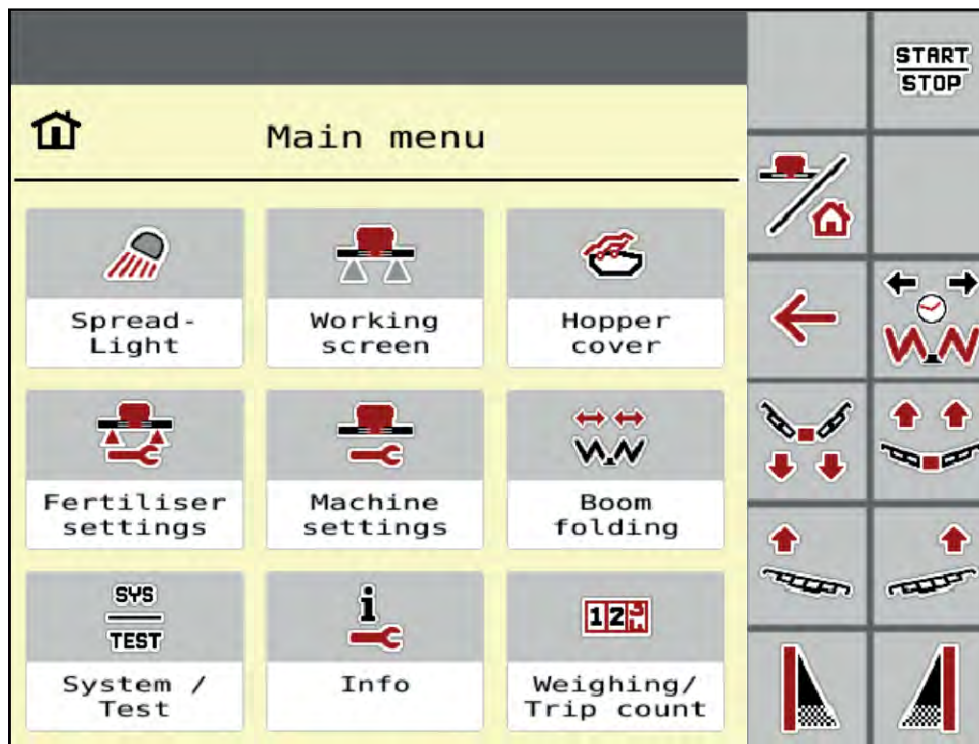 START
STOP
Main menu
Spread-
Light
Working
screen
Hopper
cover
Fertiliser
settings
Machine
settings
Boom
folding
SYS
TEST
System /
Test
i
Info
12
Weighing/
Trip count